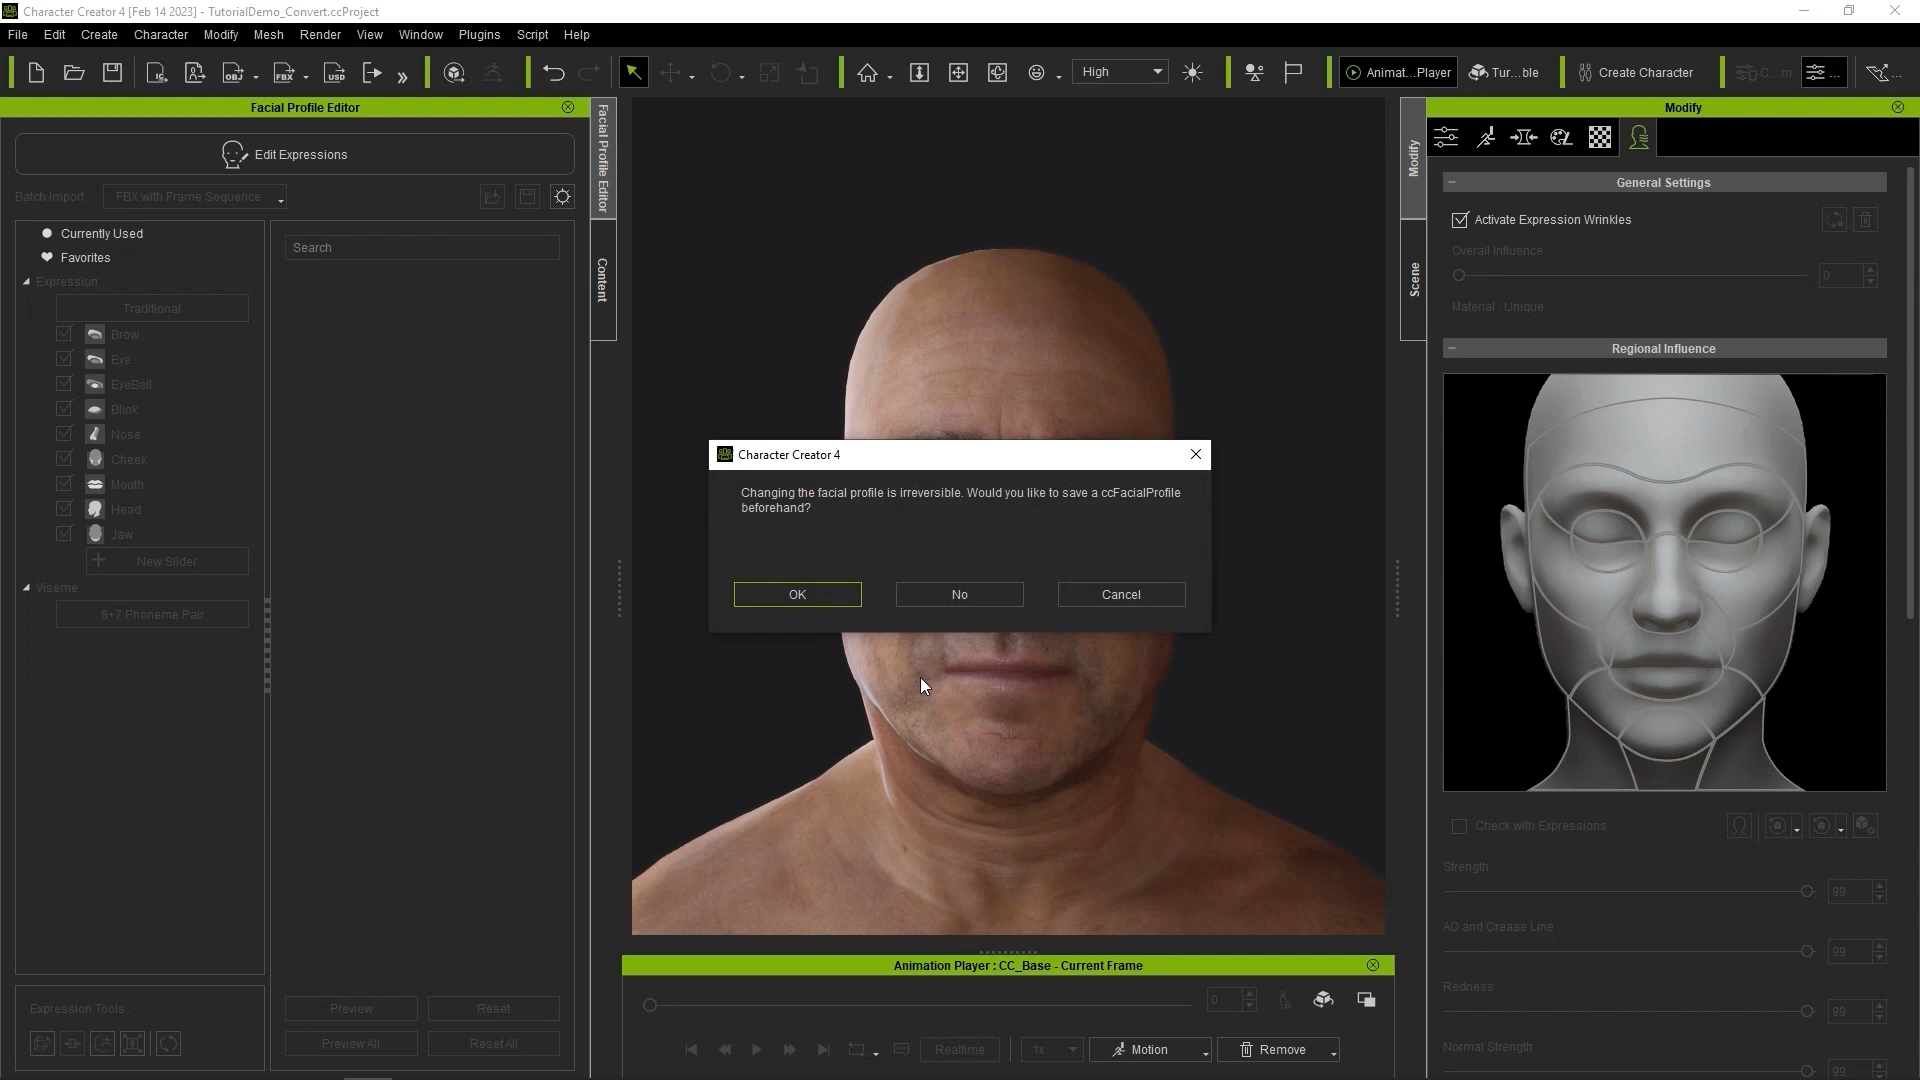 Character Creator 4 [Feb 14 2023] - TutorialDemo_Convert.ccProject
File Edit Create Character Modify Mesh Render View Window Plugins Script Help
High
Animat...Player
Tur...ble
Create Character
C...m
...
Facial Profile Editor
Edit Expressions
Batch Import :
FBX with Frame Sequence
Currently Used
Favorites
Expression
Traditional
Brow
Eye
EyeBall
Blink
Nose
Cheek
Mouth
Head
Jaw
New Slider
Viseme
8+7 Phoneme Pair
Search
Expression Tools :
Preview
Reset
Preview All
Reset All
Facial Profile Editor
Content
Character Creator 4
Changing the facial profile is irreversible. Would you like to save a ccFacialProfile
beforehand?
OK
No
Cancel
Animation Player : CC_Base - Current Frame
0
Realtime
1x
Motion
Remove
Modify
Scene
Modify
General Settings
Activate Expression Wrinkles
Overall Influence
0
Material : Unique
Regional Influence
Check with Expressions
Strength
99
AO and Crease Line
99
Redness
99
Normal Strength
99